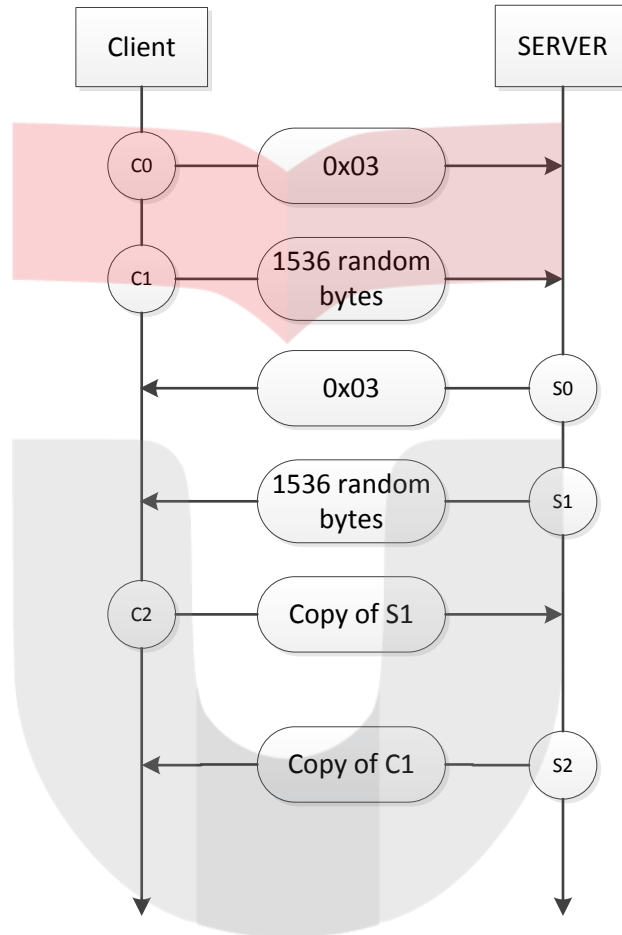 Client
SERVER
C0
0x03
C1
1536 random
bytes
0x03
S0
1536 random
bytes
S1
C2
Copy of S1
Copy of C1
S2